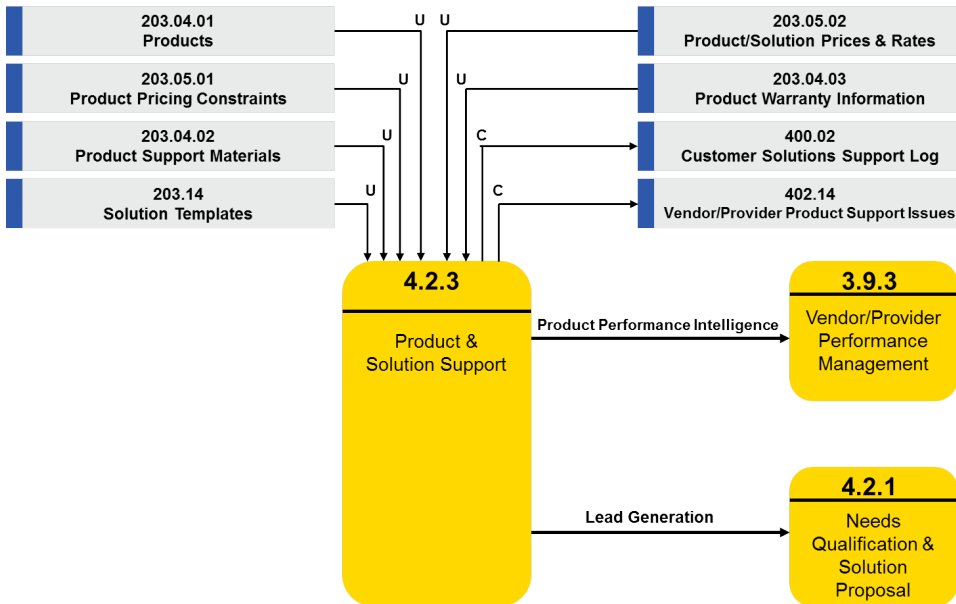 203.04.01
Products
U
U
203.05.02
Product/Solution Prices & Rates
203.05.01
Product Pricing Constraints
U
U
203.04.03
Product Warranty Information
203.04.02
Product Support Materials
U
C
400.02
Customer Solutions Support Log
203.14
Solution Templates
U
C
402.14
Vendor/Provider Product Support Issues
4.2.3
Product &
Solution Support
Product Performance Intelligence
3.9.3
Vendor/Provider
Performance
Management
Lead Generation
4.2.1
Needs
Qualification &
Solution
Proposal